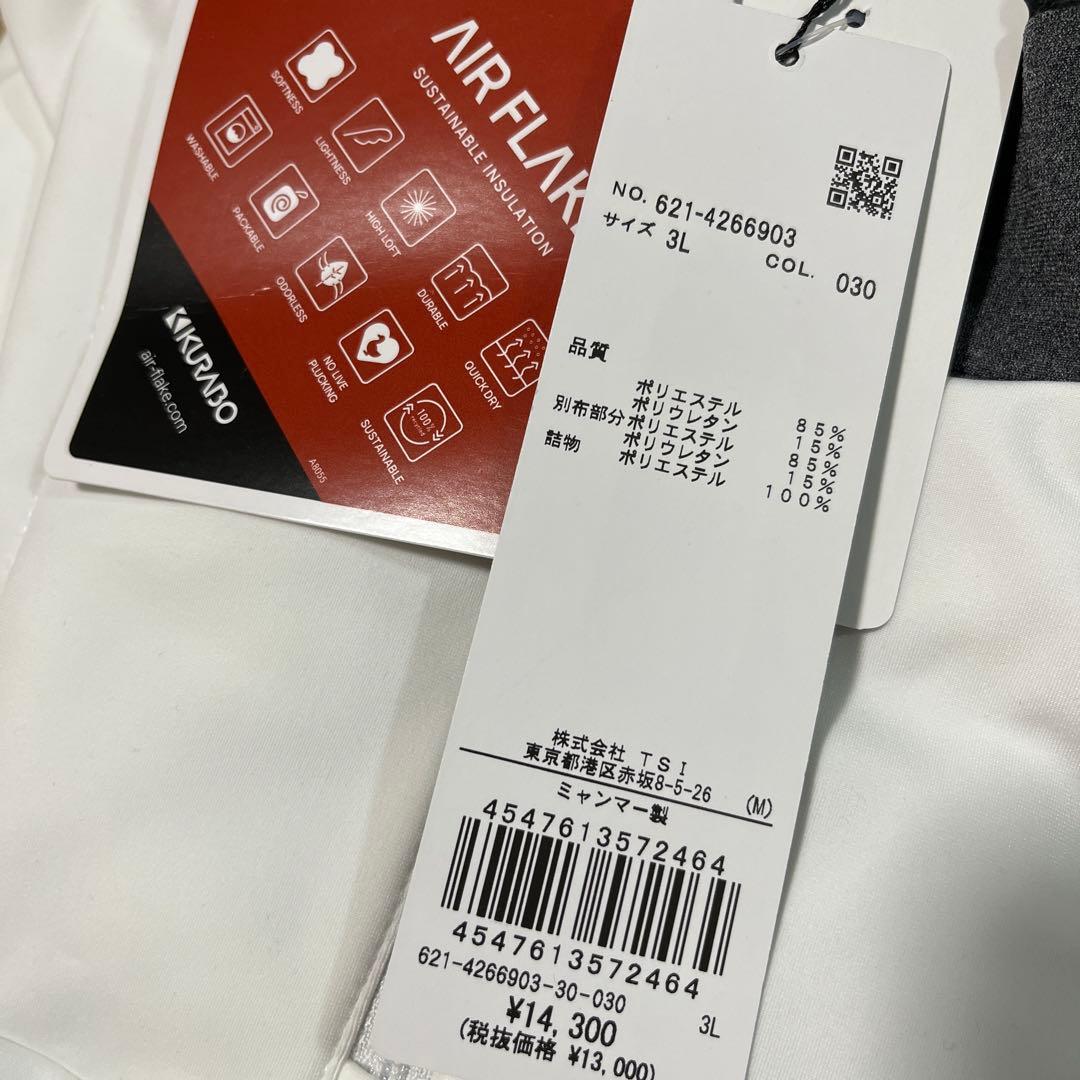 AIR FLAKE
SUSTAINABLE INSULATION
SOFTNESS
LIGHTNESS
HIGH LOFT
DURABLE
QUICK DRY
WASHABLE
PACKABLE
ODORLESS
NO LIVE
PLUCKING
100%
recycled
SUSTAINABLE
KURABO
air-flake.com
A8055
NO. 621-4266903
サイズ 3L COL. 030
品質
ポリエステル 85%
ポリウレタン 15%
別布部分 ポリエステル 85%
ポリウレタン 15%
詰物 ポリエステル 100%
株式会社 TSI
東京都港区赤坂8-5-26 (M)
ミャンマー製
4547613572464
4547613572464
621-4266903-30-030
¥14,300 3L
(税抜価格 ¥13,000)